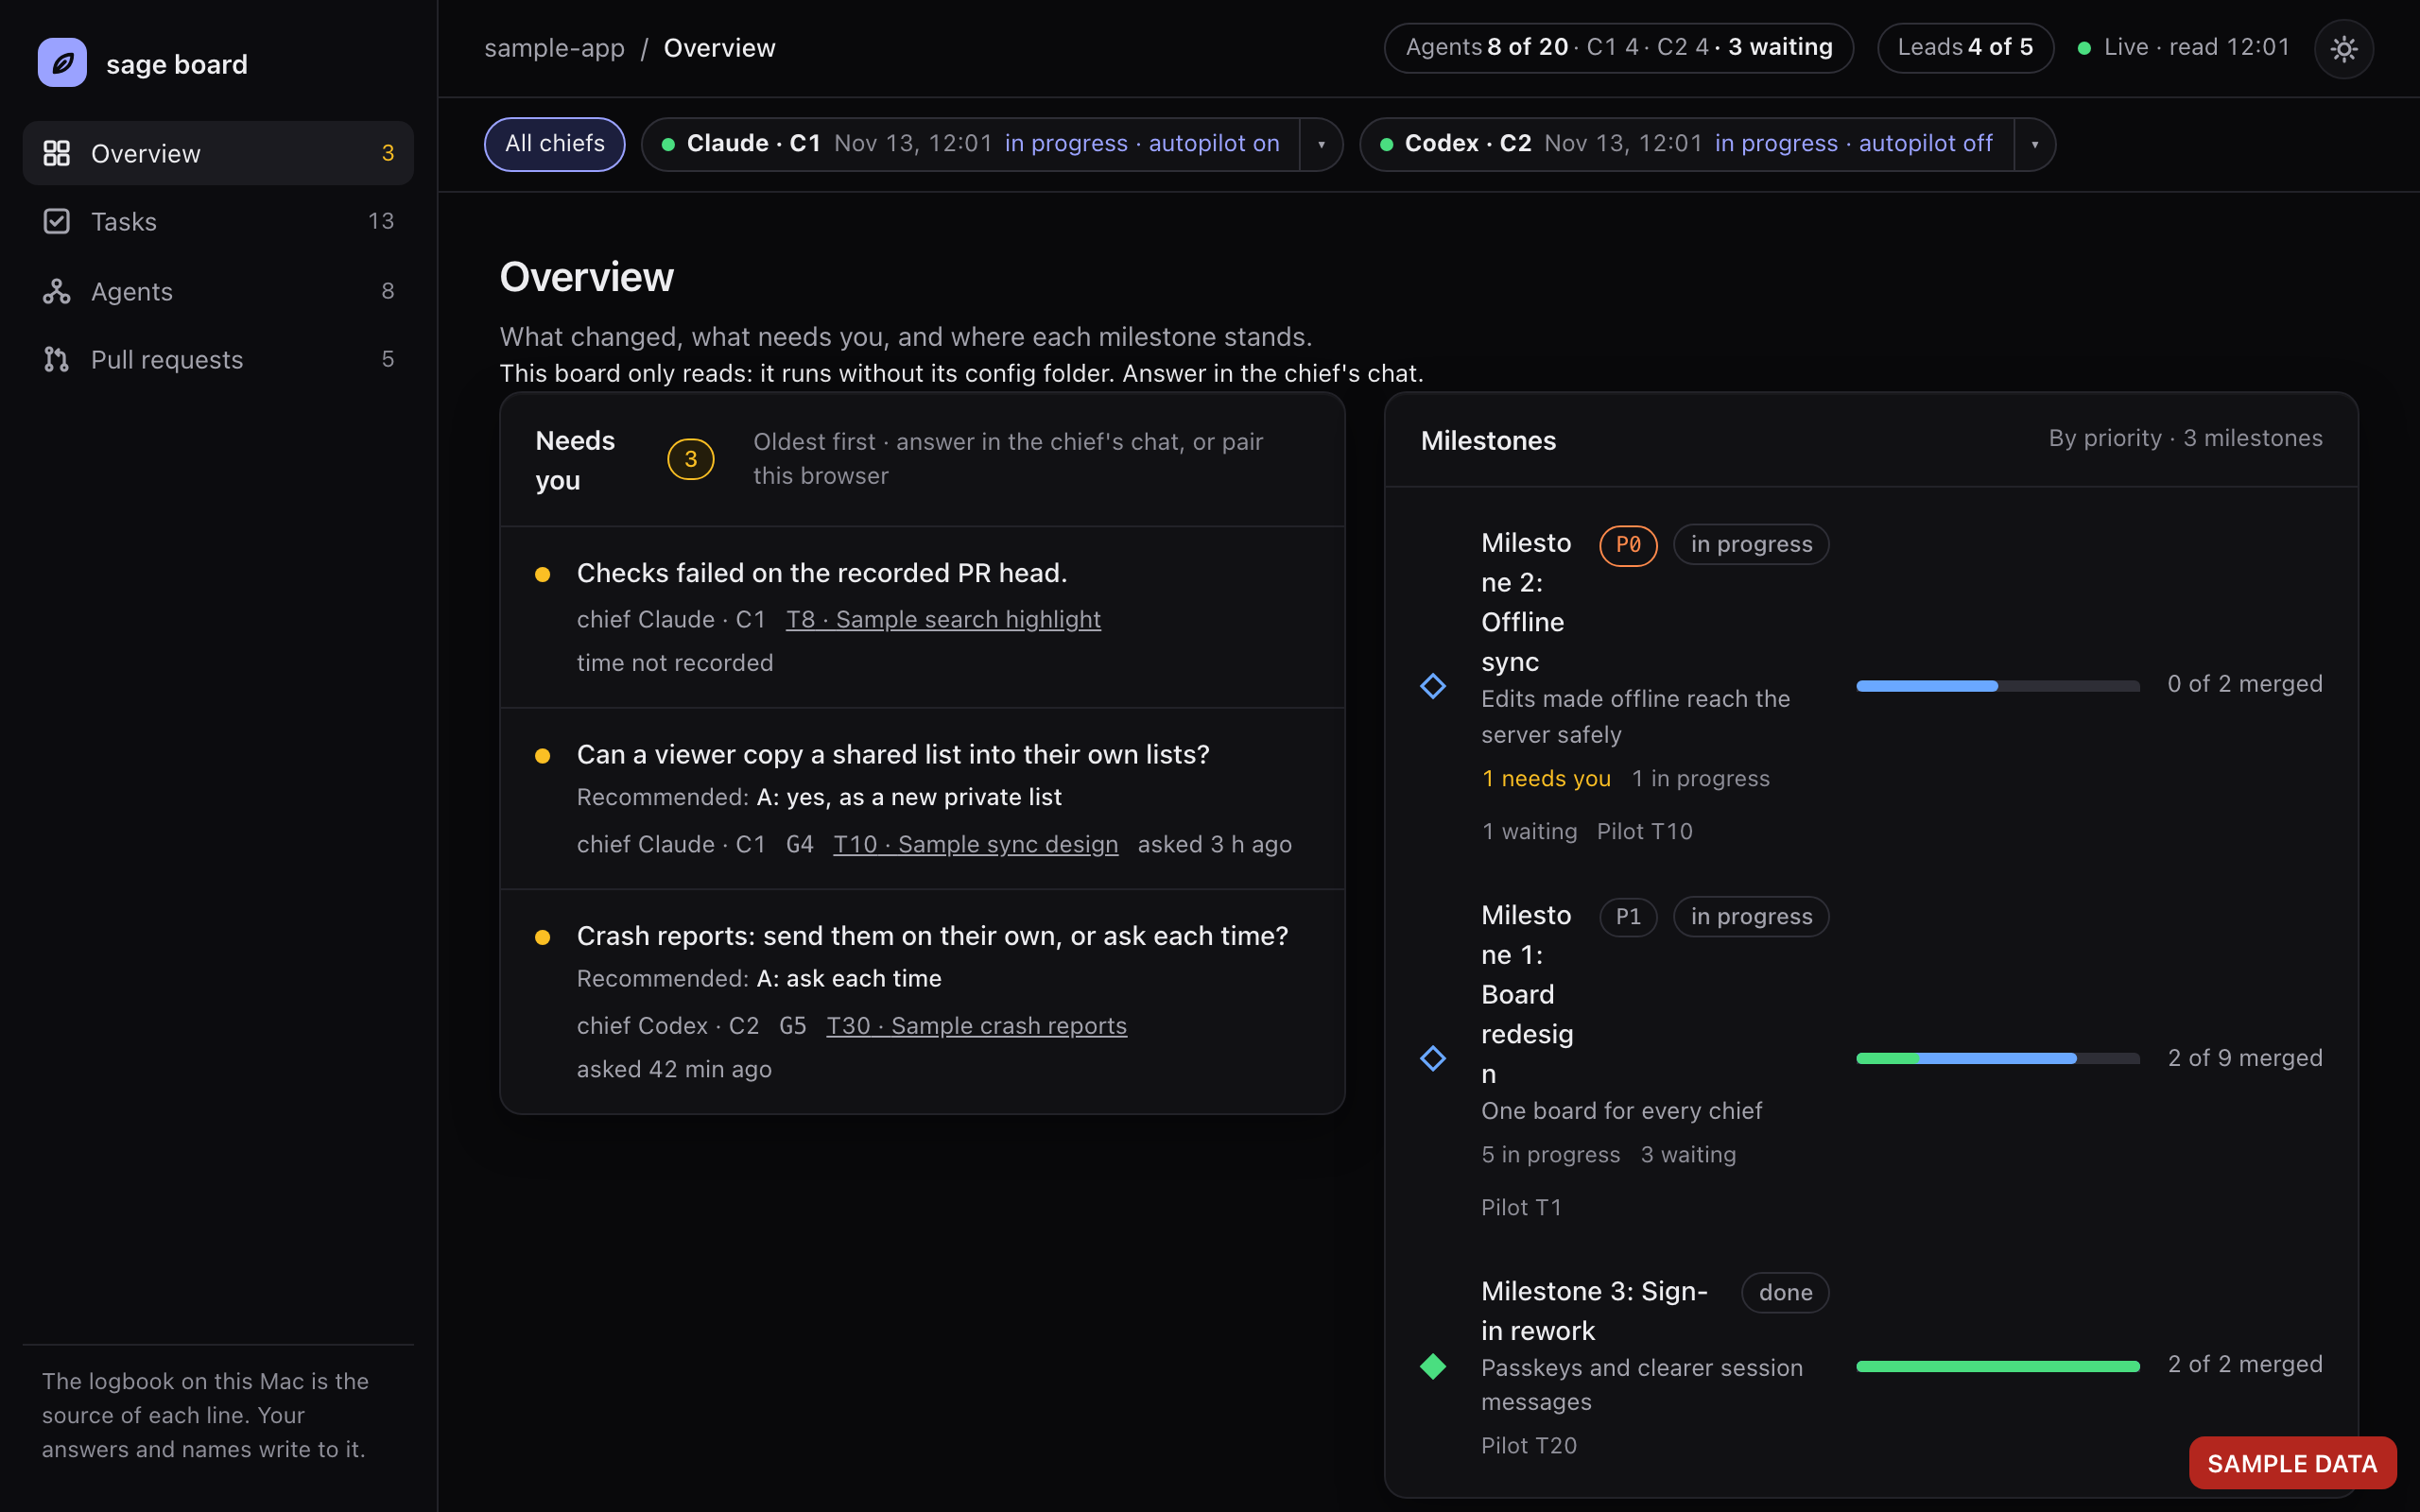 sage board
Overview 3
Tasks 13
Agents 8
Pull requests 5
The logbook on this Mac is the
source of each line. Your
answers and names write to it.
sample-app / Overview
Agents 8 of 20 · C1 4 · C2 4 · 3 waiting
Leads 4 of 5
Live · read 12:01
All chiefs
Claude · C1 Nov 13, 12:01 in progress · autopilot on
Codex · C2 Nov 13, 12:01 in progress · autopilot off
Overview
What changed, what needs you, and where each milestone stands.
This board only reads: it runs without its config folder. Answer in the chief's chat.
Needs
you
3
Oldest first · answer in the chief's chat, or pair
this browser
Checks failed on the recorded PR head.
chief Claude · C1 T8 · Sample search highlight
time not recorded
Can a viewer copy a shared list into their own lists?
Recommended: A: yes, as a new private list
chief Claude · C1 G4 T10 · Sample sync design asked 3 h ago
Crash reports: send them on their own, or ask each time?
Recommended: A: ask each time
chief Codex · C2 G5 T30 · Sample crash reports
asked 42 min ago
Milestones
By priority · 3 milestones
Milesto
ne 2:
Offline
sync
P0 in progress
Edits made offline reach the
server safely
1 needs you 1 in progress
1 waiting Pilot T10
0 of 2 merged
Milesto
ne 1:
Board
redesig
n
P1 in progress
One board for every chief
5 in progress 3 waiting
Pilot T1
2 of 9 merged
Milestone 3: Sign-
in rework
done
Passkeys and clearer session
messages
Pilot T20
2 of 2 merged
SAMPLE DATA